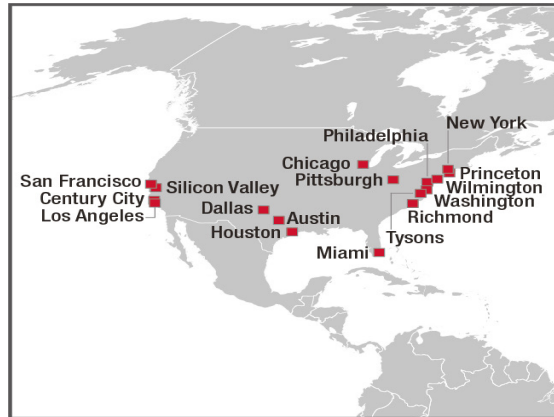 New York
Philadelphia
Chicago
Princeton
Pittsburgh
San Francisco
Wilmington
Silicon Valley
Century City
Washington
Dallas
Los Angeles
Richmond
Austin
Houston
Tysons
Miami